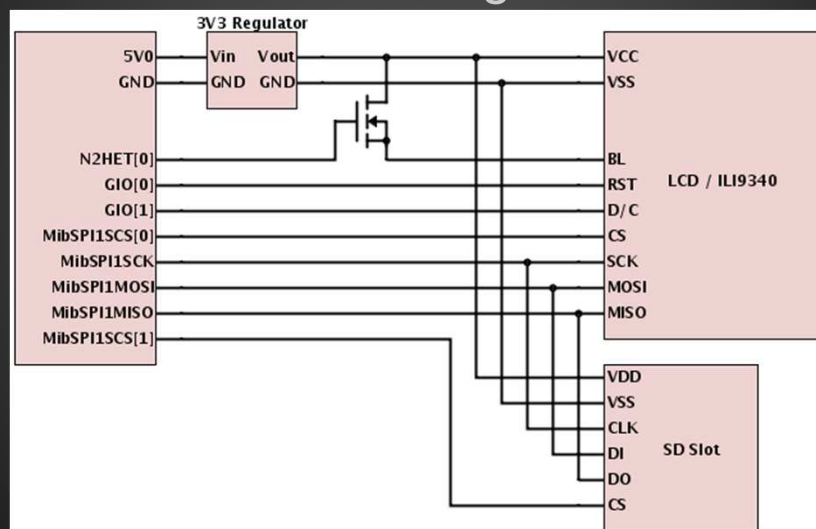 3V3 Regulator
5V0
GND
N2HET[0]
GIO[0]
GIO[1]
MibSPI1SCS[0]
MibSPI1SCK
MibSPI1MOSI
MibSPI1MISO
MibSPI1SCS[1]
Vin Vout
GND GND
VCC
VSS
BL
RST
D/C
CS
SCK
MOSI
MISO
LCD / ILI9340
VDD
VSS
CLK
DI
DO
CS
SD Slot